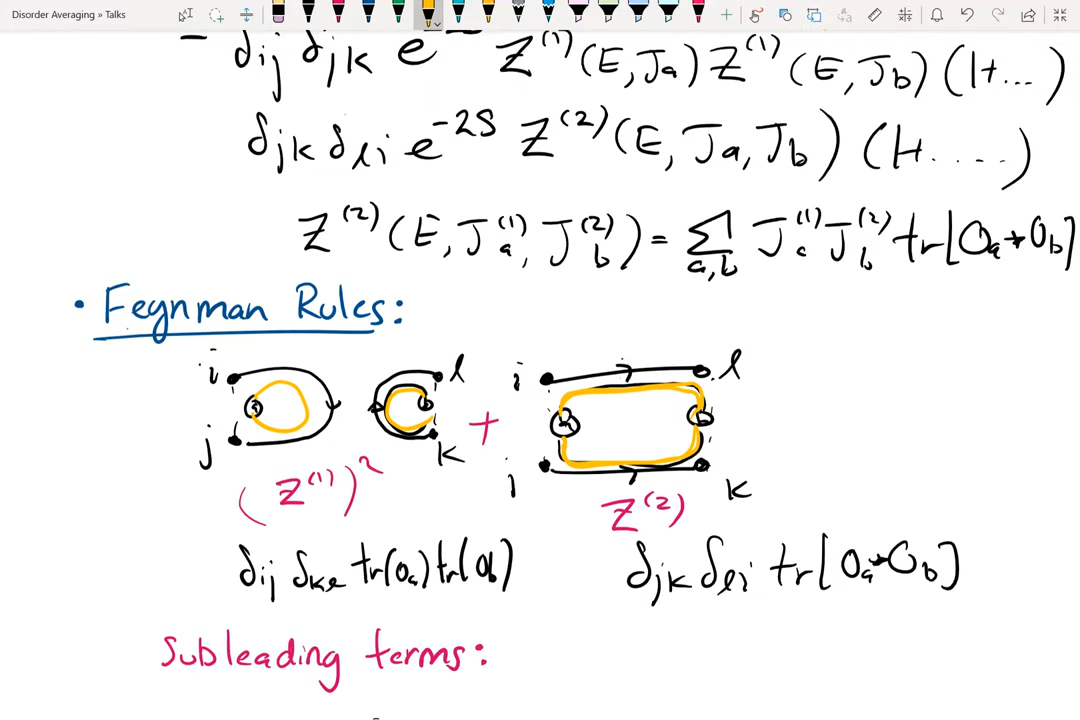 Disorder Averaging » Talks
δij δjk e⁻ Z⁽¹⁾(E, Ja) Z⁽¹⁾(E, Jb) (1+...)
δjk δli e⁻²ˢ Z⁽²⁾(E, Ja, Jb) (1+.....)
Z⁽²⁾(E, J⁽¹⁾a, J⁽²⁾b) = Σa,b J⁽¹⁾a J⁽²⁾b tr[Oa * Ob]
• Feynman Rules:
i l i l
a b + a b
j k j k
(Z⁽¹⁾)² Z⁽²⁾
δij δke tr(Oa) tr(Ob) δjk δli tr[Oa * Ob]
Subleading terms: